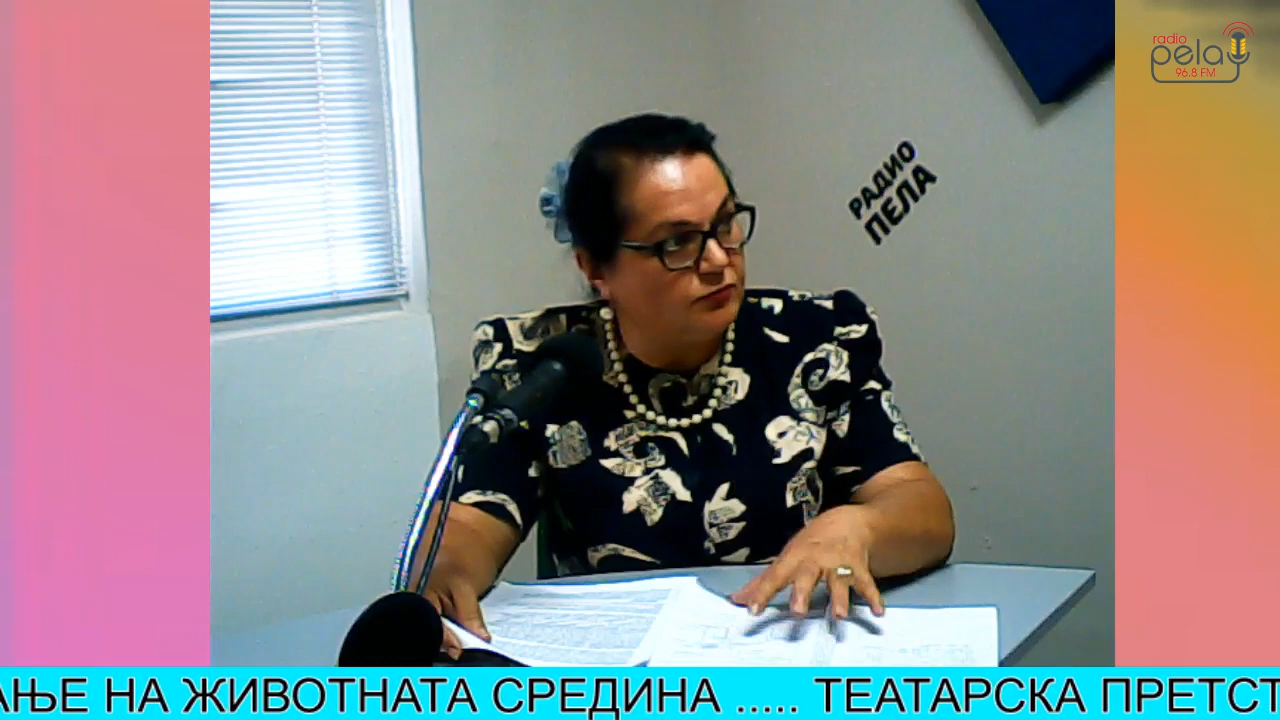 radio
pela
96.8 FM
РАДИО
ПЕЛА
АЊЕ НА ЖИВОТНАТА СРЕДИНА ..... ТЕАТАРСКА ПРЕТСТ